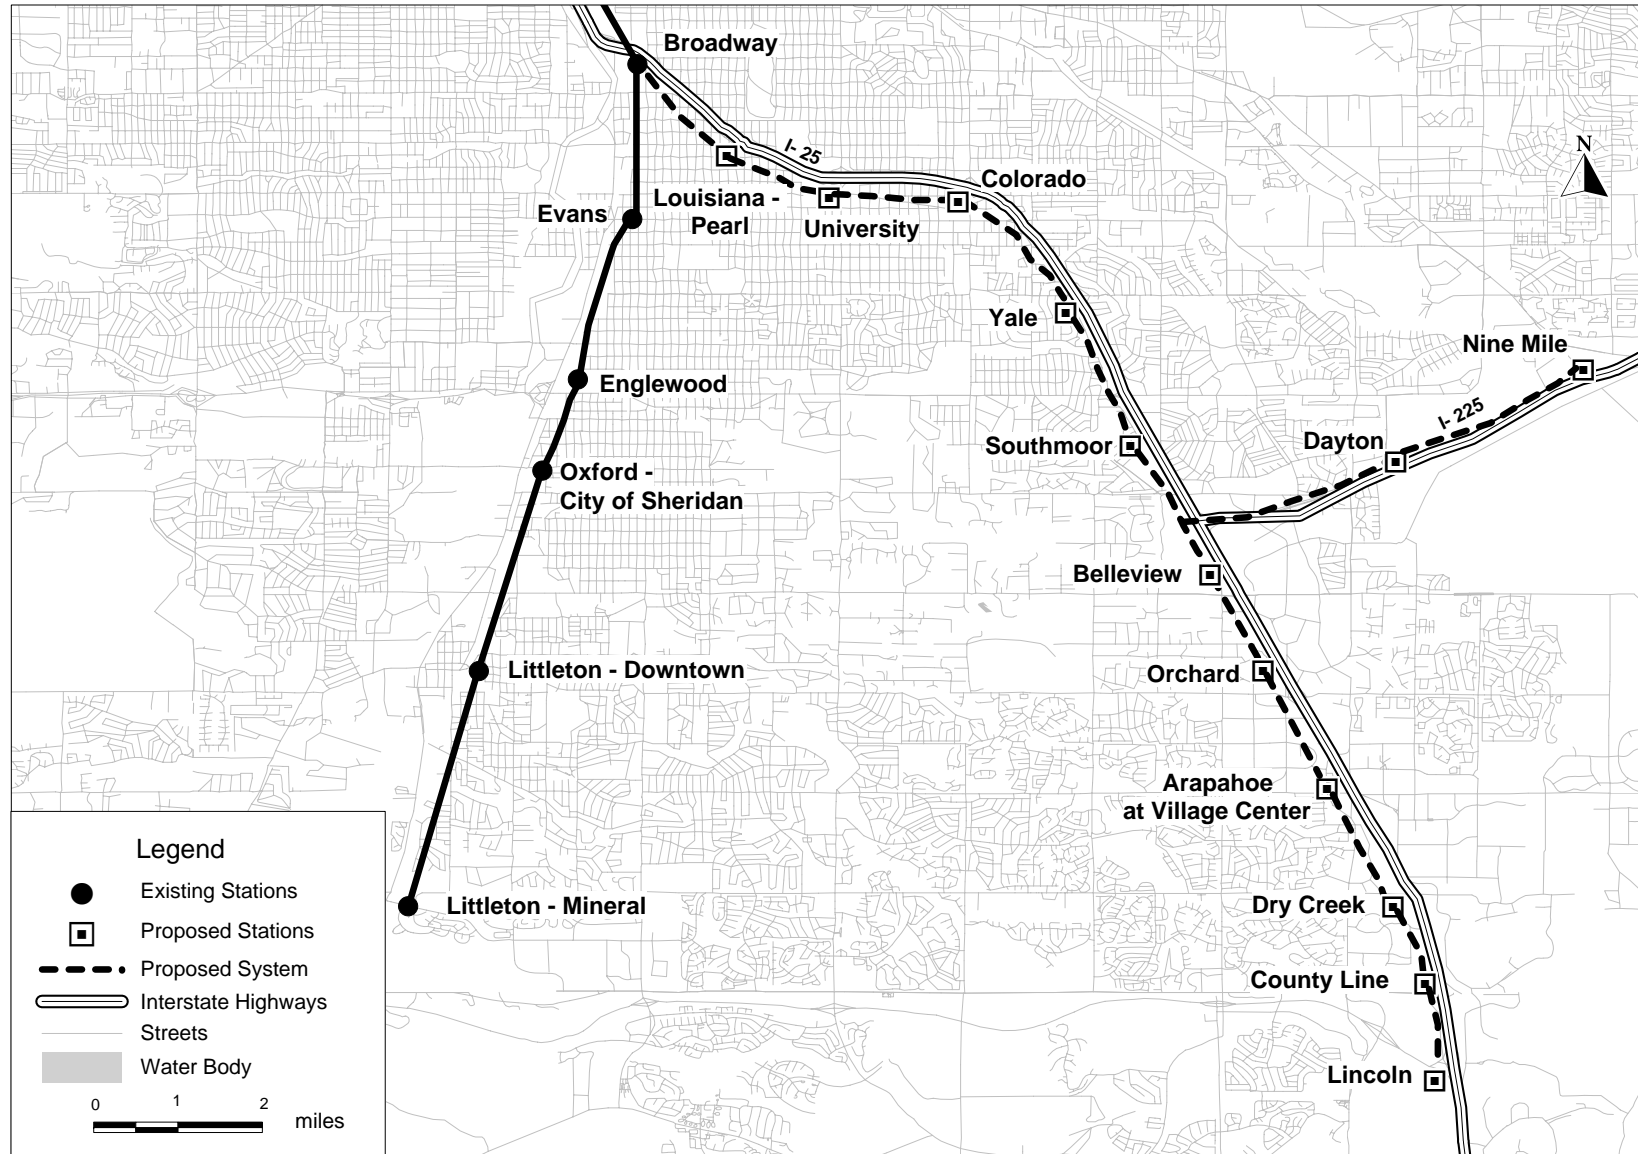 Broadway
I- 25
N
Colorado
Louisiana -
Pearl
Evans
University
Yale
Nine Mile
Englewood
I- 225
Dayton
Southmoor
Oxford -
City of Sheridan
Belleview
Littleton - Downtown
Orchard
Arapahoe
at Village Center
Littleton - Mineral
Dry Creek
County Line
Lincoln
Legend
Existing Stations
Proposed Stations
Proposed System
Interstate Highways
Streets
Water Body
0 1 2
miles